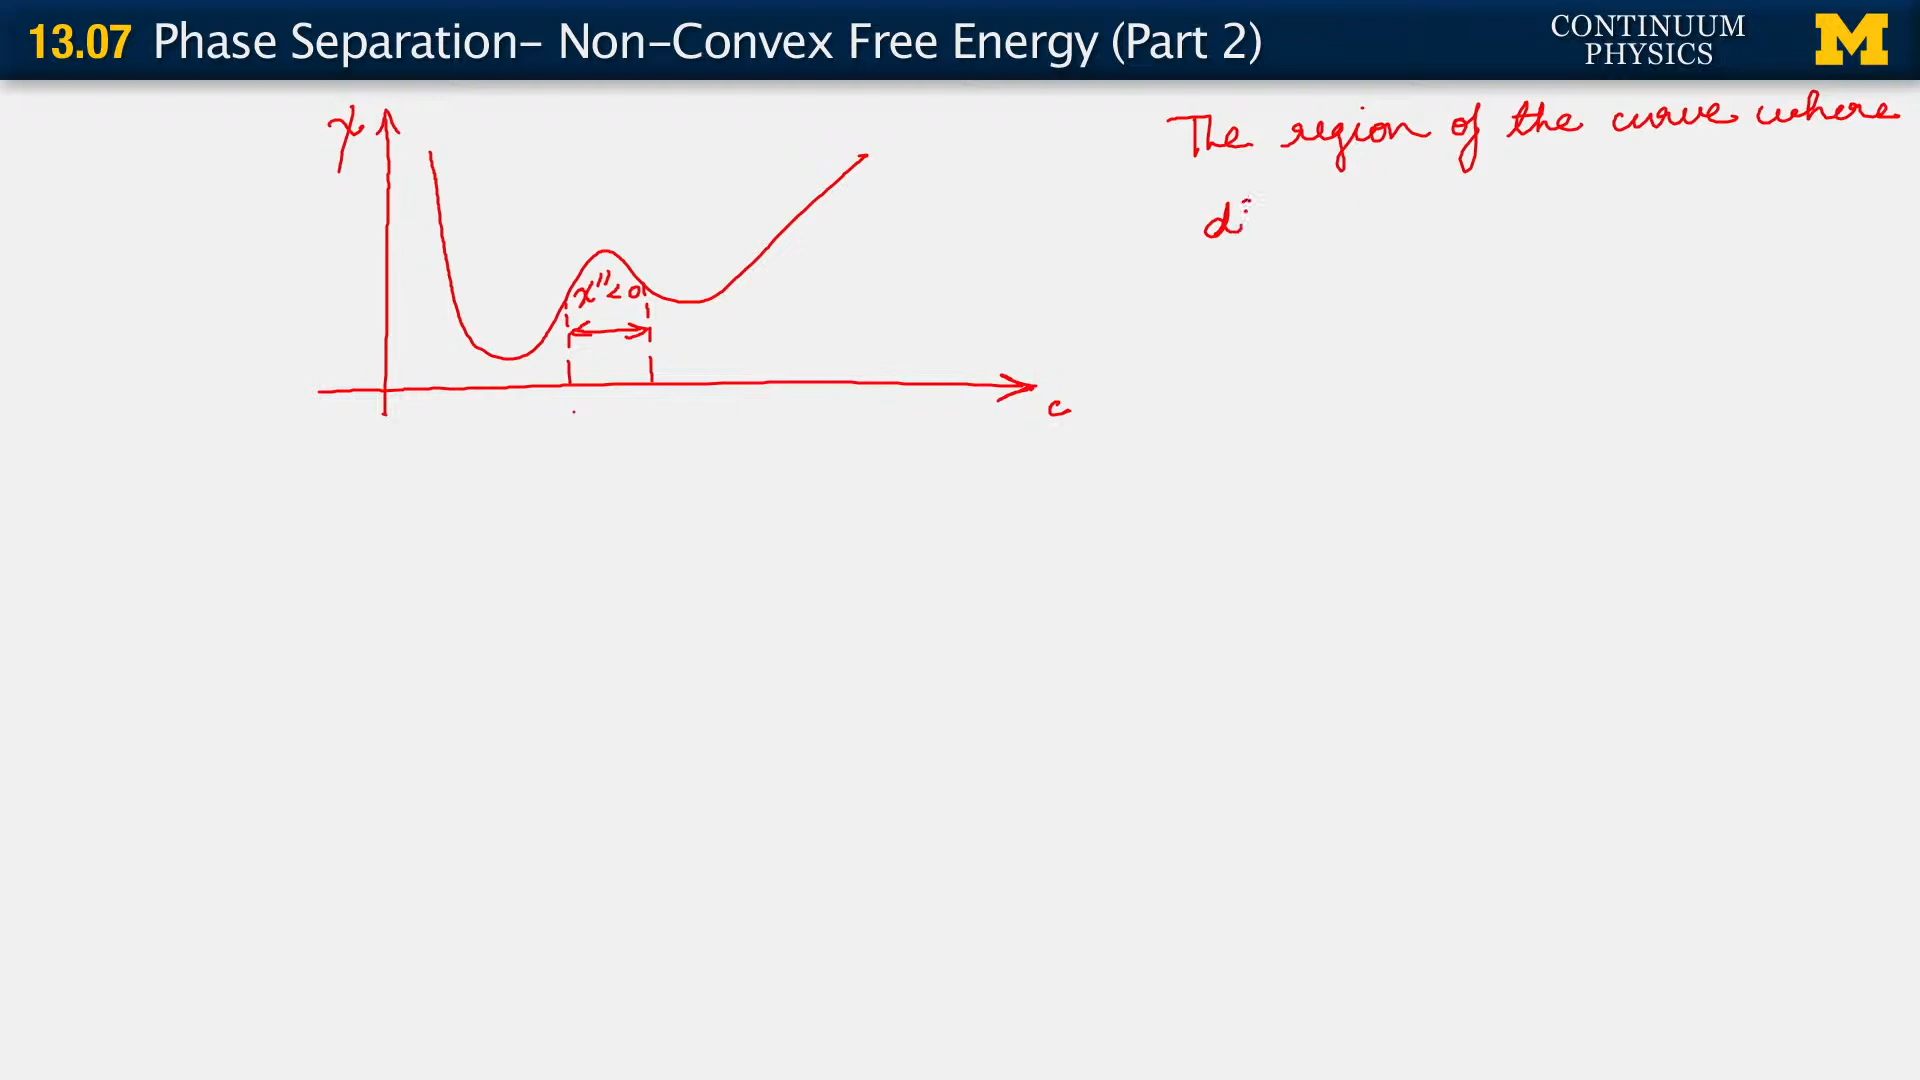 13.07 Phase Separation– Non–Convex Free Energy (Part 2)
CONTINUUM
PHYSICS
M
The region of the curve where
d
χ
χ''<0
c